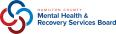 HAMILTON COUNTY
Mental Health &
Recovery Services Board